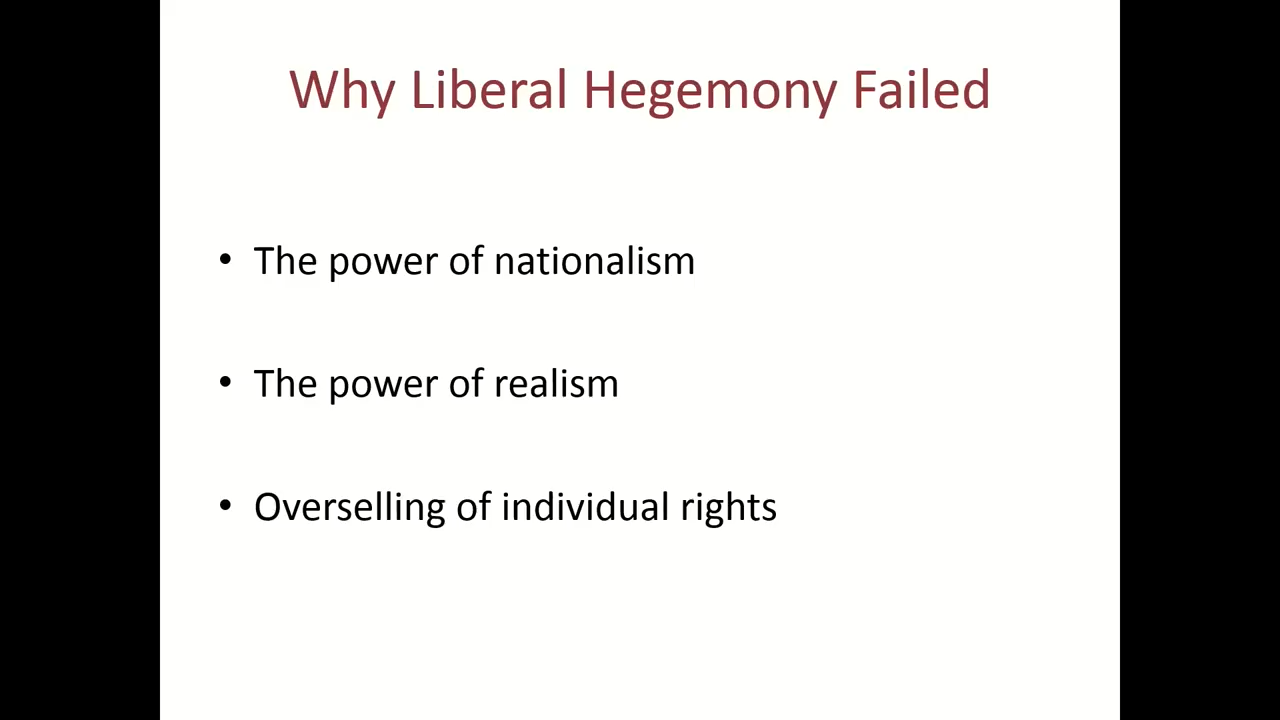 Why Liberal Hegemony Failed
• The power of nationalism
• The power of realism
• Overselling of individual rights